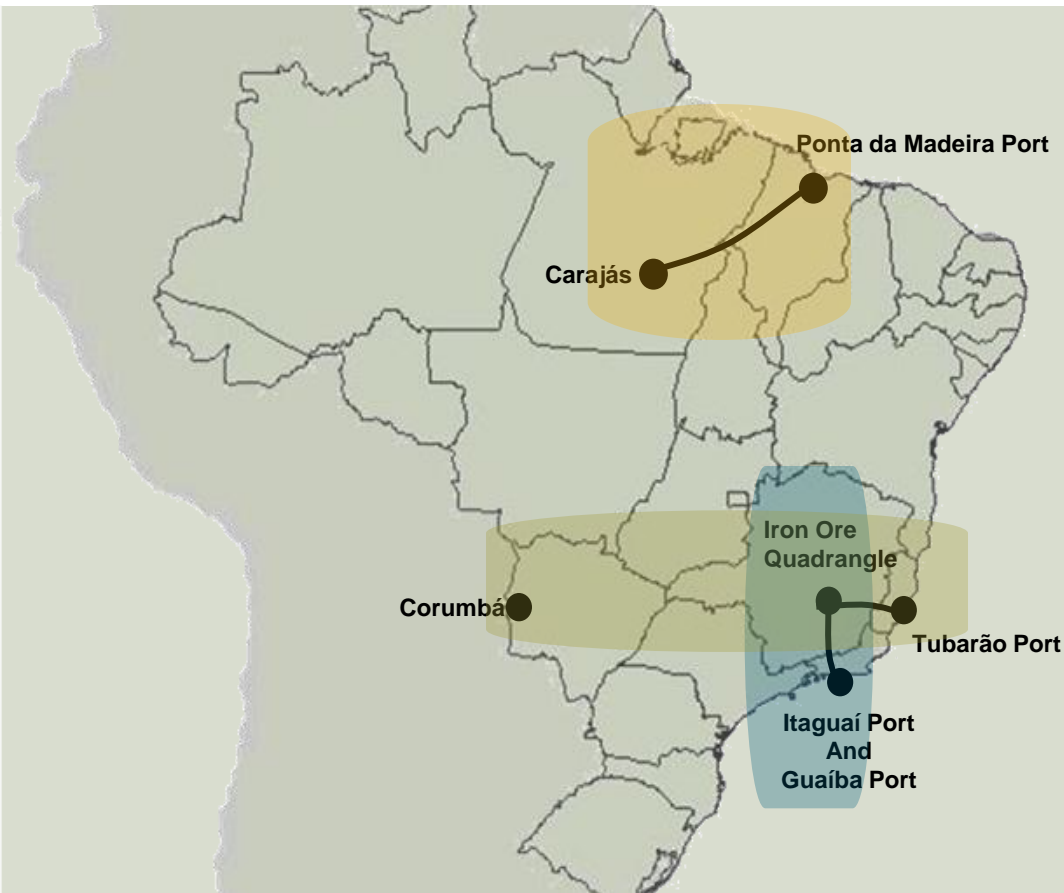 Ponta da Madeira Port
Carajás
Iron Ore
Quadrangle
Corumbá
Tubarão Port
Itaguaí Port
And
Guaíba Port